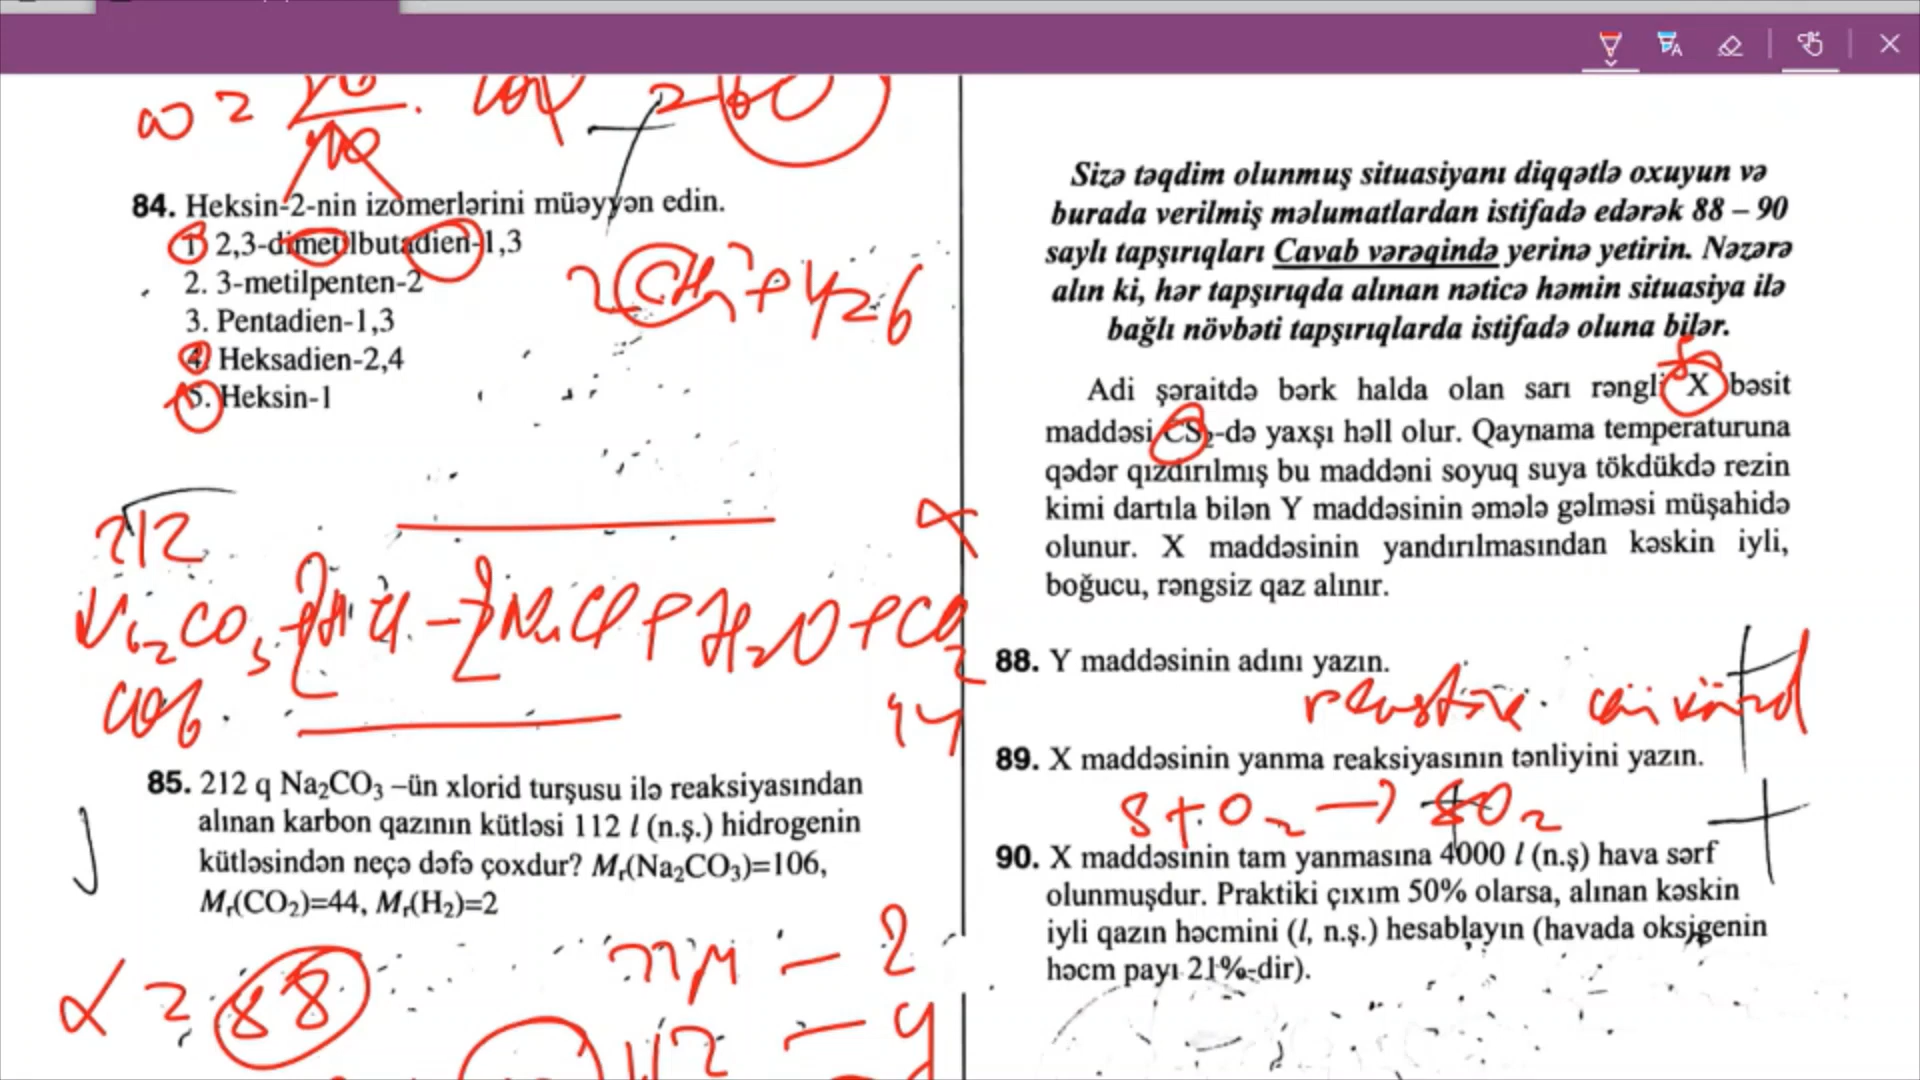 84. Heksin-2-nin izomerlərini müəyyən edin.
1. 2,3-dimetilbutadien-1,3
2. 3-metilpenten-2
3. Pentadien-1,3
4. Heksadien-2,4
5. Heksin-1
212
Na₂CO₃ + 2HCl - 2NaCl + H₂O + CO₂
106
44
85. 212 q Na₂CO₃ –ün xlorid turşusu ilə reaksiyasından
alınan karbon qazının kütləsi 112 l (n.ş.) hidrogenin
kütləsindən neçə dəfə çoxdur? Mᵣ(Na₂CO₃)=106,
Mᵣ(CO₂)=44, Mᵣ(H₂)=2
88
Sizə təqdim olunmuş situasiyanı diqqətlə oxuyun və
burada verilmiş məlumatlardan istifadə edərək 88 – 90
saylı tapşırıqları Cavab vərəqində yerinə yetirin. Nəzərə
alın ki, hər tapşırıqda alınan nəticə həmin situasiya ilə
bağlı növbəti tapşırıqlarda istifadə oluna bilər.
Adi şəraitdə bərk halda olan sarı rəngli X bəsit
maddəsi CS₂-də yaxşı həll olur. Qaynama temperaturuna
qədər qızdırılmış bu maddəni soyuq suya tökdükdə rezin
kimi dartıla bilən Y maddəsinin əmələ gəlməsi müşahidə
olunur. X maddəsinin yandırılmasından kəskin iyli,
boğucu, rəngsiz qaz alınır.
88. Y maddəsinin adını yazın.
89. X maddəsinin yanma reaksiyasının tənliyini yazın.
S + O₂ → SO₂
90. X maddəsinin tam yanmasına 4000 l (n.ş) hava sərf
olunmuşdur. Praktiki çıxım 50% olarsa, alınan kəskin
iyli qazın həcmini (l, n.ş.) hesablayın (havada oksigenin
həcm payı 21%-dir).